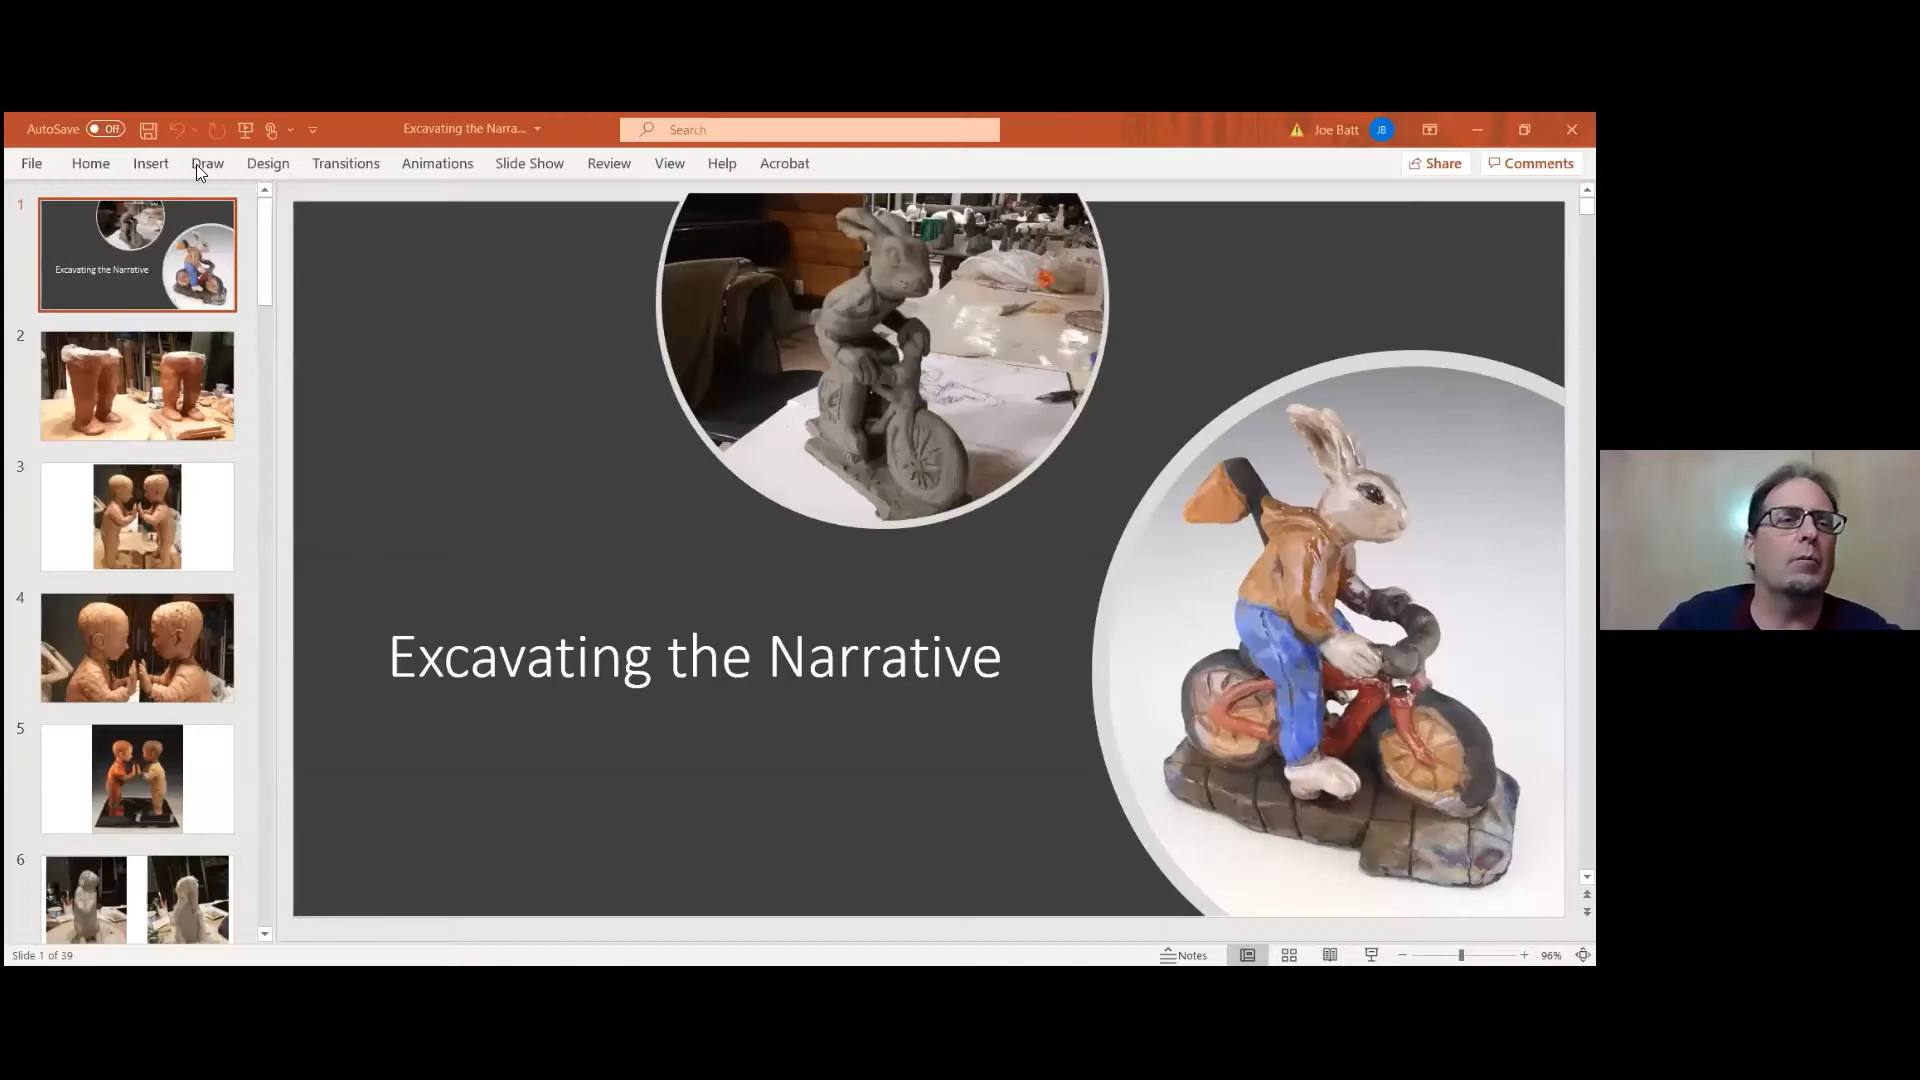 AutoSave Off Excavating the Narra... Search Joe Batt JB
File Home Insert Draw Design Transitions Animations Slide Show Review View Help Acrobat Share Comments
1
Excavating the Narrative
2
3
4
5
6
Excavating the Narrative
Slide 1 of 39 Notes 96%